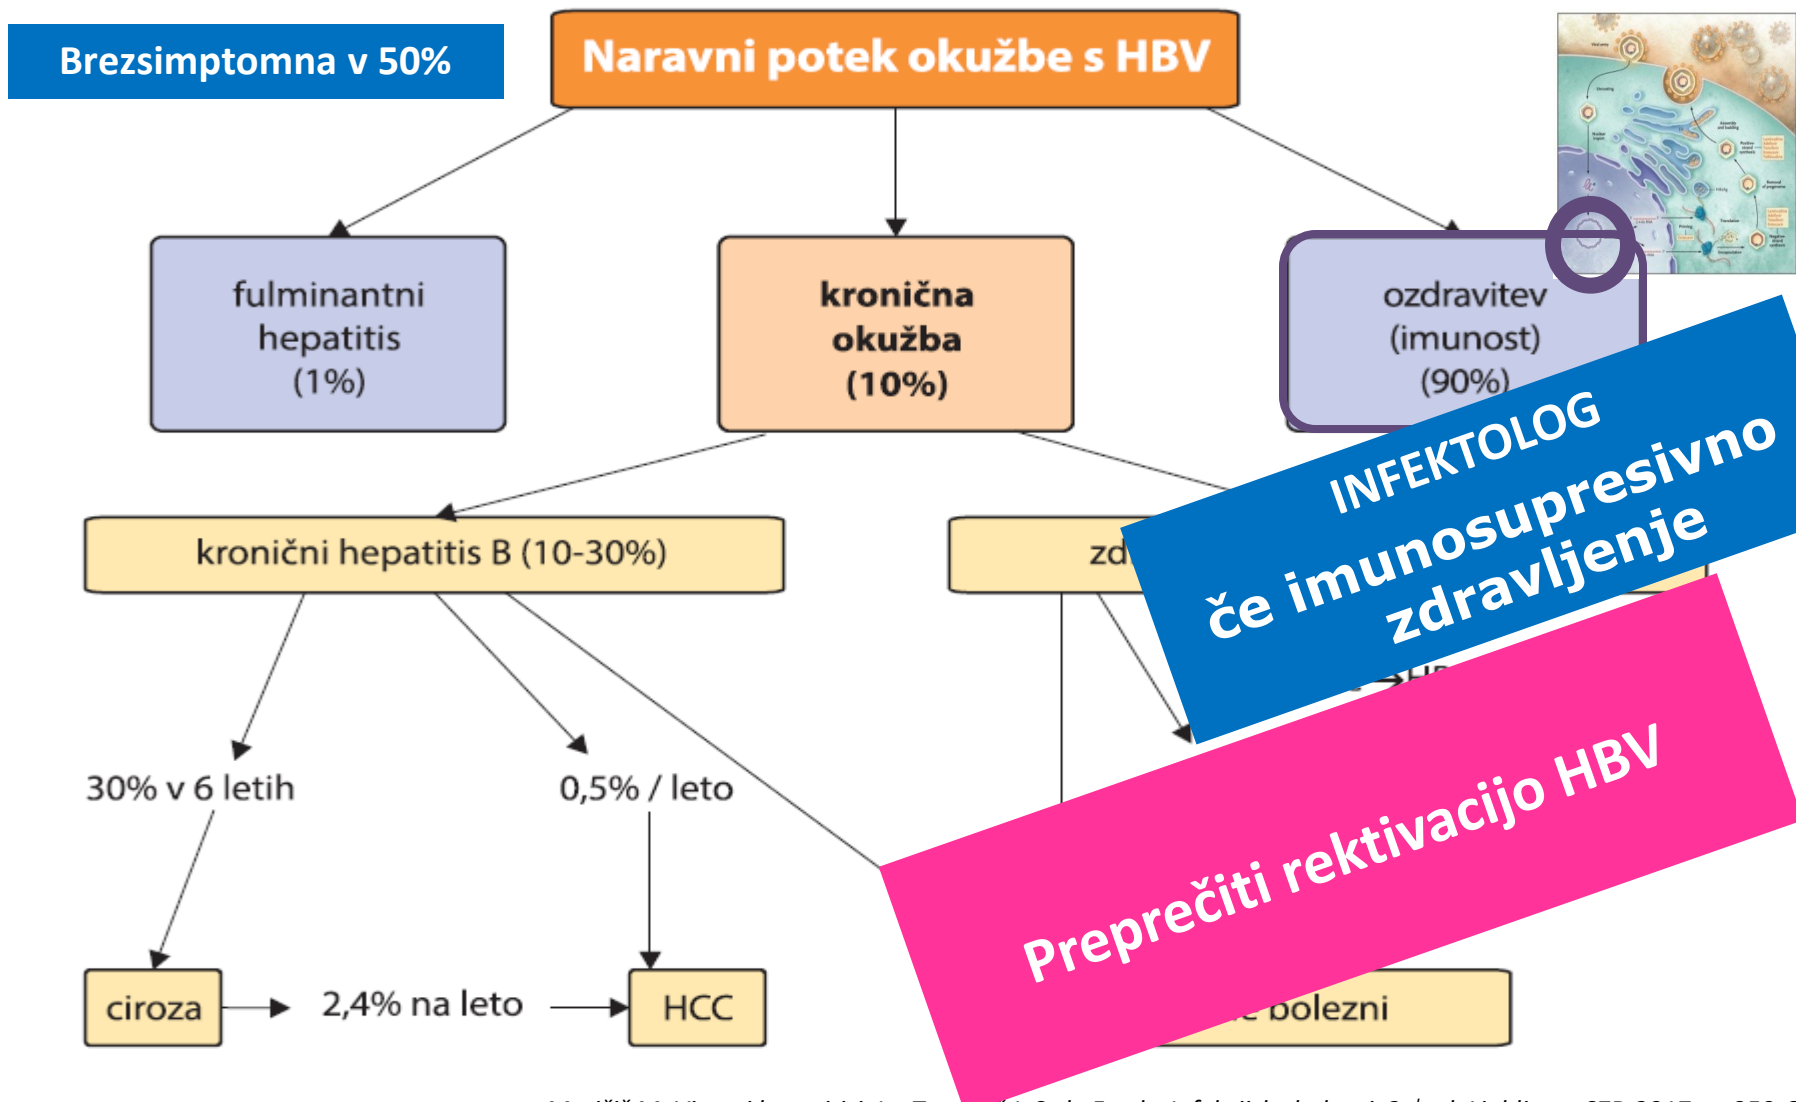 Brezsimptomna v 50%
Naravni potek okužbe s HBV
fulminantni
hepatitis
(1%)
kronična
okužba
(10%)
ozdravitev
(imunost)
(90%)
INFEKTOLOG
če imunosupresivno
zdravljenje
kronični hepatitis B (10-30%)
Preprečiti rektivacijo HBV
30% v 6 letih
0,5% / leto
ciroza
2,4% na leto
HCC
bolezni